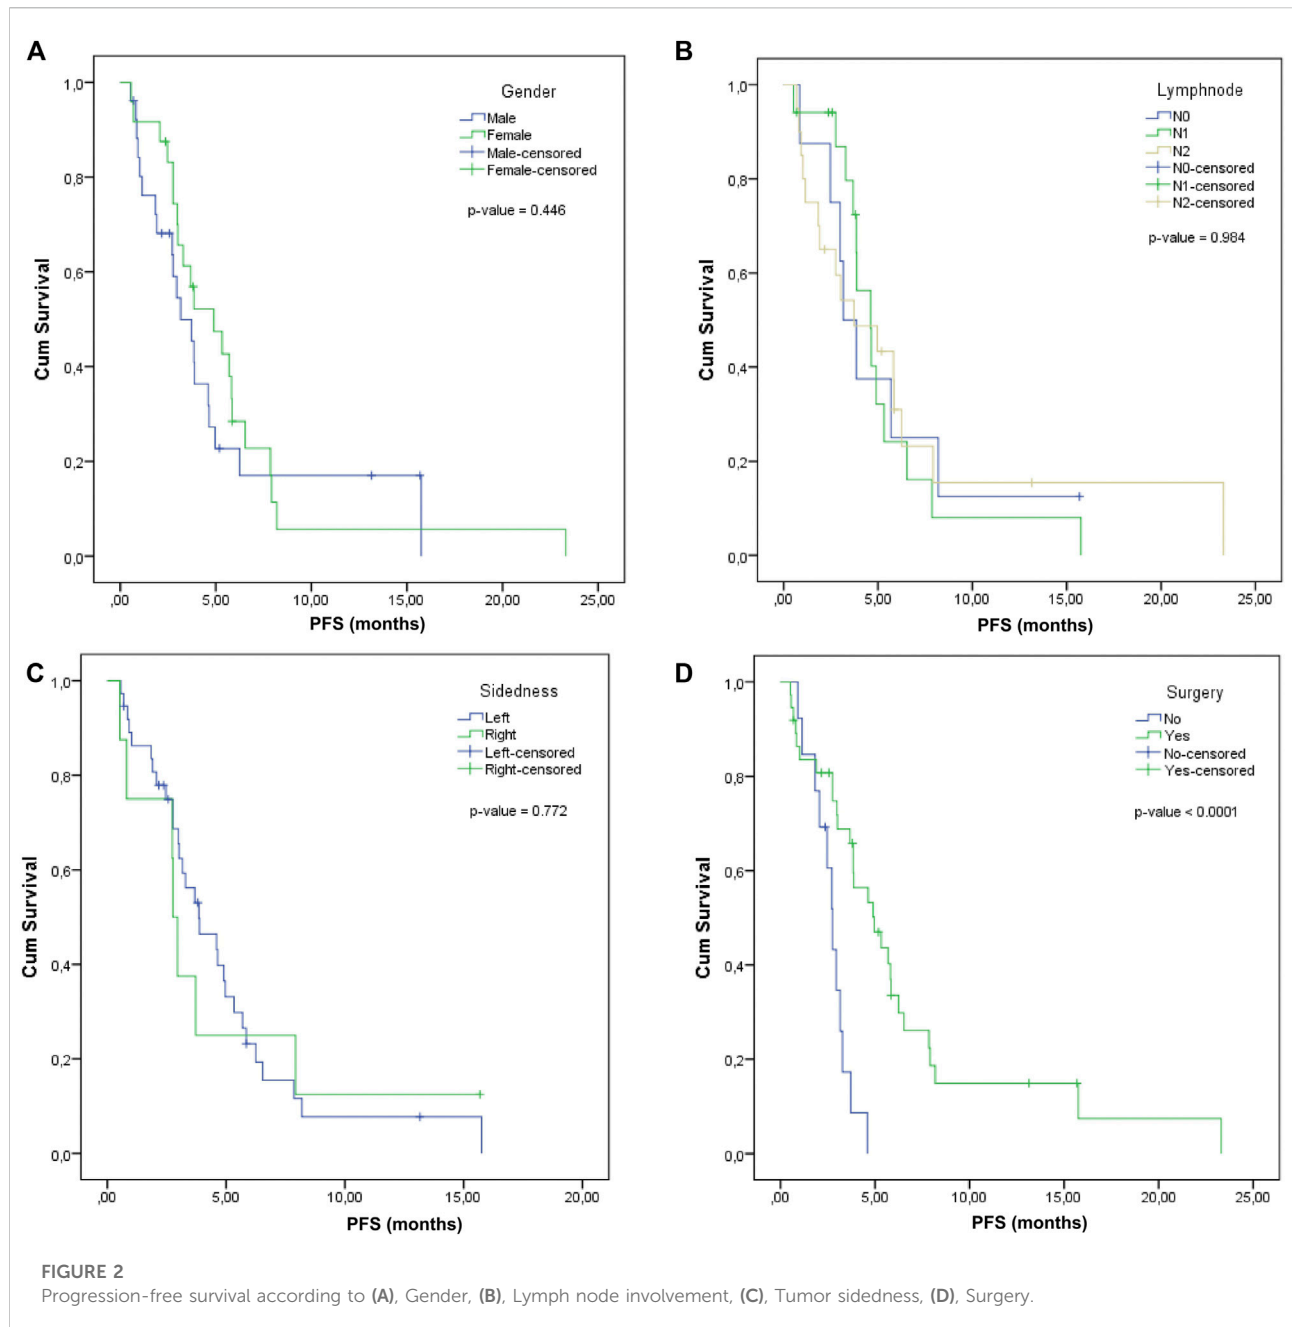 A
Gender
Male
Female
Male-censored
Female-censored
p-value = 0.446
1,0
0,8
0,6
0,4
0,2
0,0
Cum Survival
,00 5,00 10,00 15,00 20,00 25,00
PFS (months)
B
Lymphnode
N0
N1
N2
N0-censored
N1-censored
N2-censored
p-value = 0.984
1,0
0,8
0,6
0,4
0,2
0,0
Cum Survival
,00 5,00 10,00 15,00 20,00 25,00
PFS (months)
C
Sidedness
Left
Right
Left-censored
Right-censored
p-value = 0.772
1,0
0,8
0,6
0,4
0,2
0,0
Cum Survival
,00 5,00 10,00 15,00 20,00
PFS (months)
D
Surgery
No
Yes
No-censored
Yes-censored
p-value < 0.0001
1,0
0,8
0,6
0,4
0,2
0,0
Cum Survival
,00 5,00 10,00 15,00 20,00 25,00
PFS (months)
FIGURE 2
Progression-free survival according to (A), Gender, (B), Lymph node involvement, (C), Tumor sidedness, (D), Surgery.